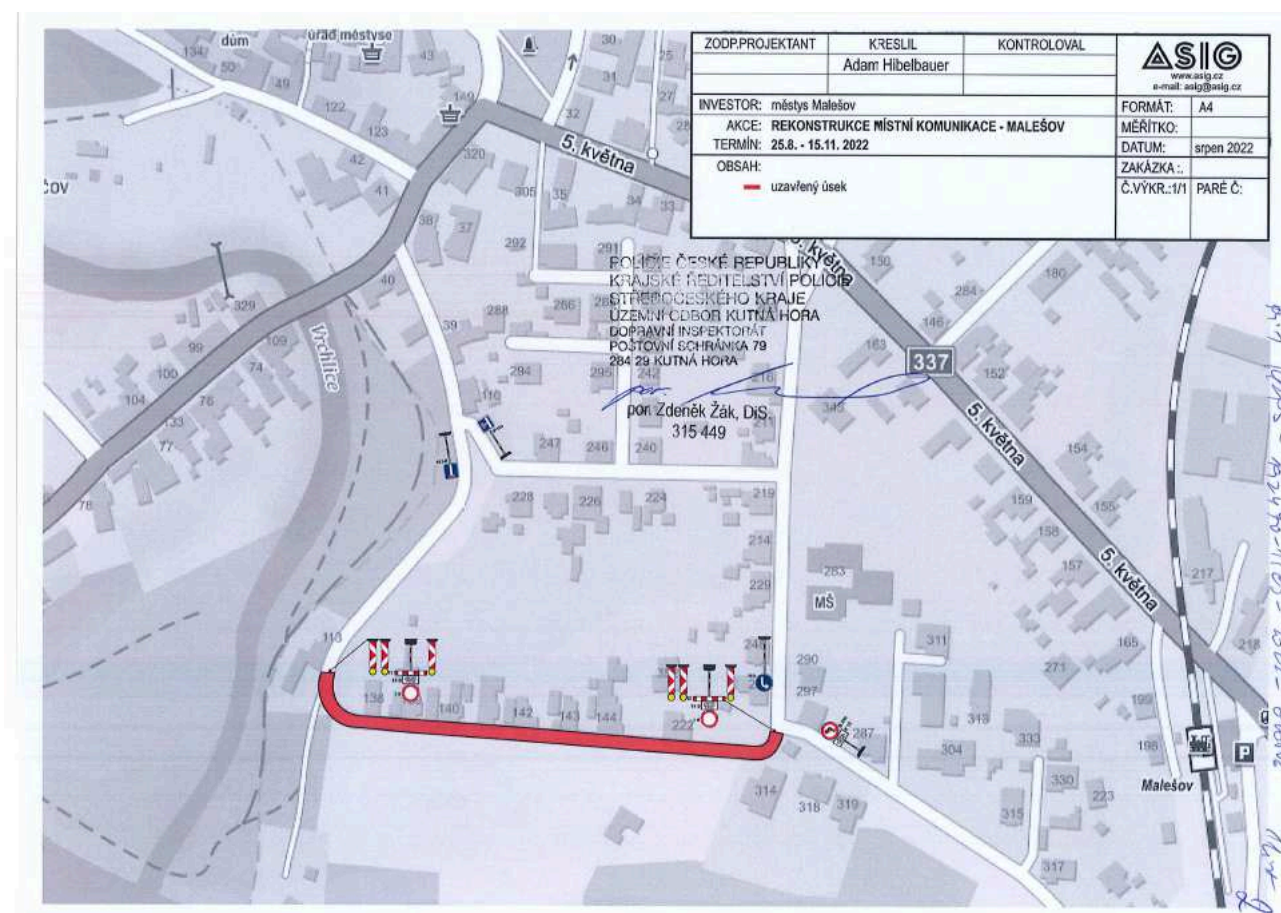 ZODP.PROJEKTANT
KRESLIL
KONTROLOVAL
Adam Hibelbauer
ASIG
www.asig.cz
e-mail: asig@asig.cz
INVESTOR: městys Malešov
AKCE: REKONSTRUKCE MÍSTNÍ KOMUNIKACE - MALEŠOV
TERMÍN: 25.8. - 15.11. 2022
OBSAH:
uzavřený úsek
FORMÁT: A4
MĚŘÍTKO:
DATUM: srpen 2022
ZAKÁZKA :.
Č.VÝKR.:1/1 PARÉ Č:
dům
úřad městyse
134
50
49
43
122
123
149
42
41
320
30
31
25
27
32
28
5. května
305
35
34
33
38
37
292
291
ČOV
329
40
39
288
266
99
109
100
74
104
76
133
77
78
Vrchlice
294
295
242
216
211
110
247
246
240
228
226
224
219
214
229
POLICIE ČESKÉ REPUBLIKY
KRAJSKÉ ŘEDITELSTVÍ POLICIE
STŘEDOČESKÉHO KRAJE
ÚZEMNÍ ODBOR KUTNÁ HORA
DOPRAVNÍ INSPEKTORÁT
POŠTOVNÍ SCHRÁNKA 79
284 29 KUTNÁ HORA
por.
por. Zdeněk Žák, DiS.
315 449
května
150
180
284
146
163
337
152
345
5. května
154
159
155
158
157
5. května
217
218
283
MŠ
311
165
271
199
198
290
297
287
313
333
304
330
223
315
317
314
318
319
113
138
140
142
143
144
222
Malešov
P